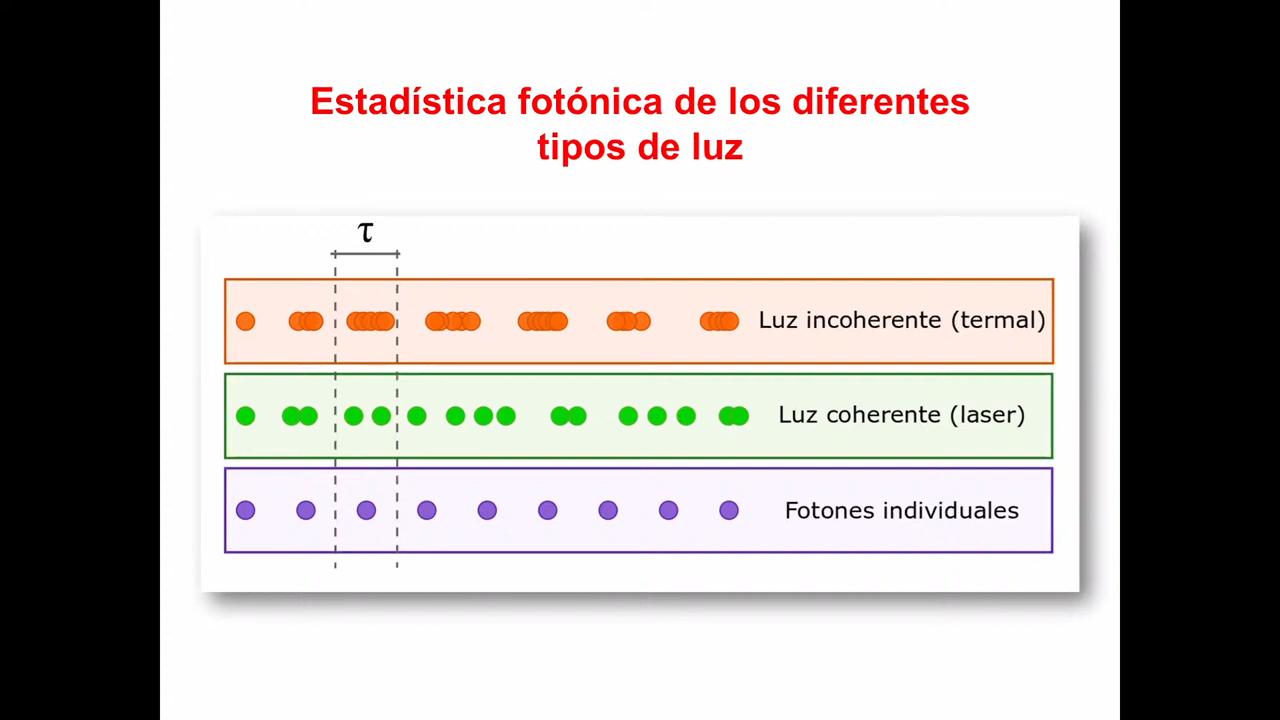 Estadística fotónica de los diferentes
tipos de luz
τ
Luz incoherente (termal)
Luz coherente (laser)
Fotones individuales